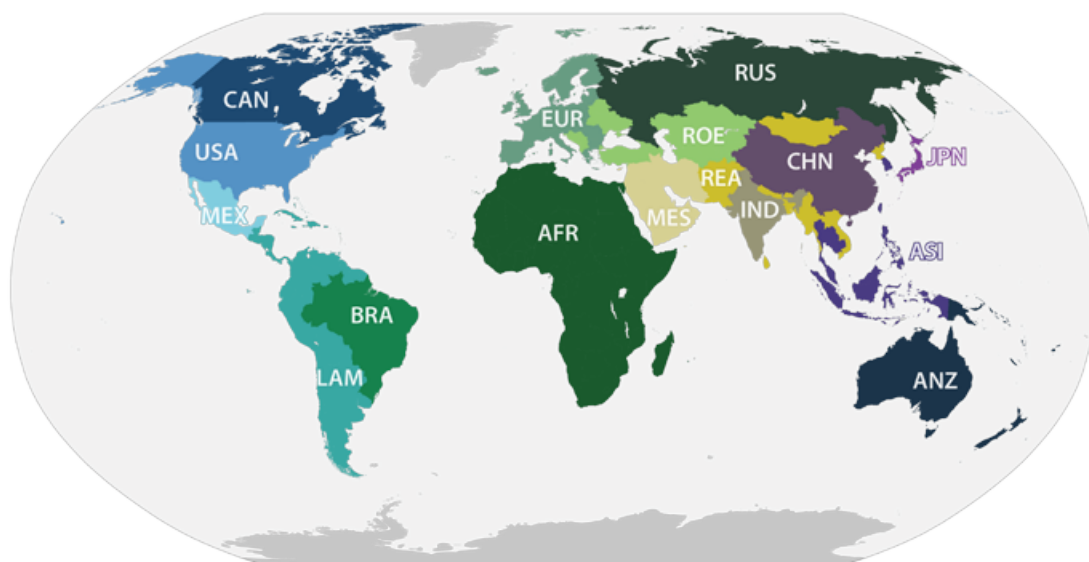 RUS
CAN
EUR
ROE
USA
CHN
JPN
REA
MEX
MES
IND
AFR
ASI
BRA
LAM
ANZ